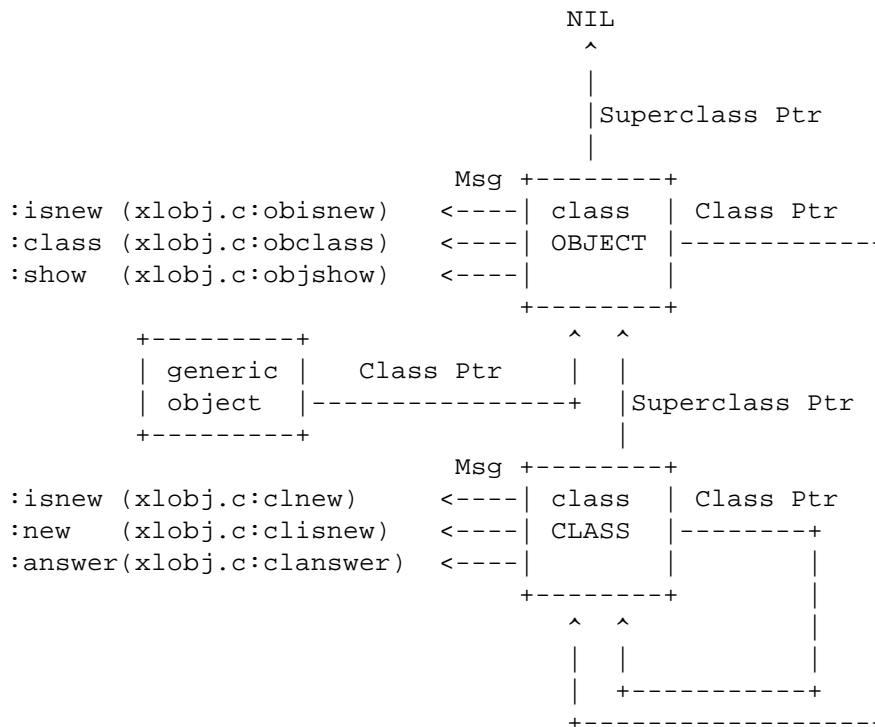 NIL
                                   ^
                                   |
                                   |Superclass Ptr
                                   |
                           Msg +--------+
:isnew (xlobj.c:obisnew)  <----| class  | Class Ptr
:class (xlobj.c:obclass)  <----| OBJECT |-------------
:show  (xlobj.c:objshow)  <----|        |
                               +--------+
        +---------+               ^  ^
        | generic |  Class Ptr    |  |
        | object  |---------------+  |Superclass Ptr
        +---------+                  |
                           Msg +--------+
:isnew (xlobj.c:clnew)    <----| class  | Class Ptr
:new   (xlobj.c:clisnew)  <----| CLASS  |--------+
:answer(xlobj.c:clanswer) <----|        |        |
                               +--------+        |
                                  ^  ^           |
                                  |  |           |
                                  |  +-----------+
                                  +------------------